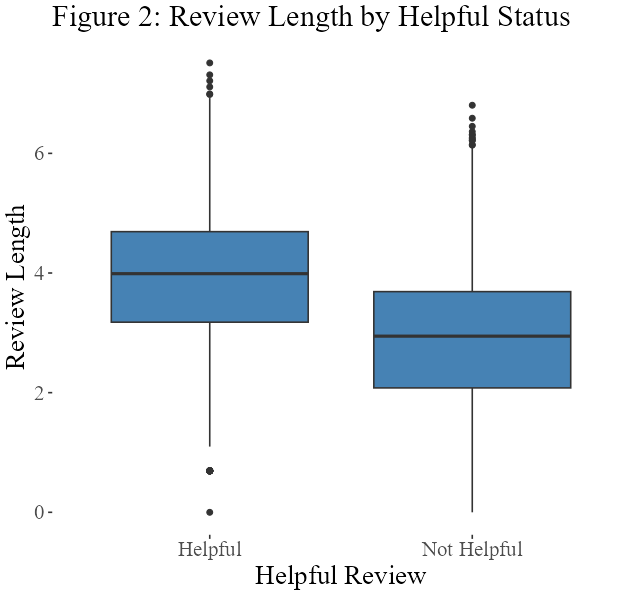 Figure 2: Review Length by Helpful Status
Review Length
6
4
2
0
Helpful
Not Helpful
Helpful Review